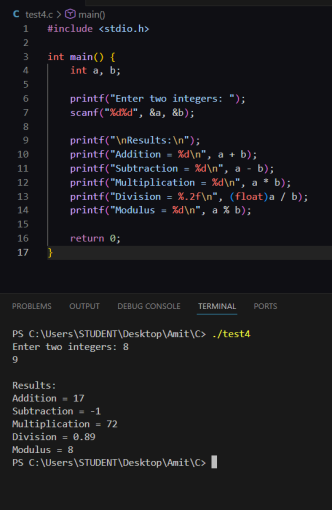 C test4.c > main()
1 #include <stdio.h>
2
3 int main() {
4     int a, b;
5
6     printf("Enter two integers: ");
7     scanf("%d%d", &a, &b);
8
9     printf("\nResults:\n");
10     printf("Addition = %d\n", a + b);
11     printf("Subtraction = %d\n", a - b);
12     printf("Multiplication = %d\n", a * b);
13     printf("Division = %.2f\n", (float)a / b);
14     printf("Modulus = %d\n", a % b);
15
16     return 0;
17 }
PROBLEMS OUTPUT DEBUG CONSOLE TERMINAL PORTS
PS C:\Users\STUDENT\Desktop\Amit\C> ./test4
Enter two integers: 8
9
Results:
Addition = 17
Subtraction = -1
Multiplication = 72
Division = 0.89
Modulus = 8
PS C:\Users\STUDENT\Desktop\Amit\C>